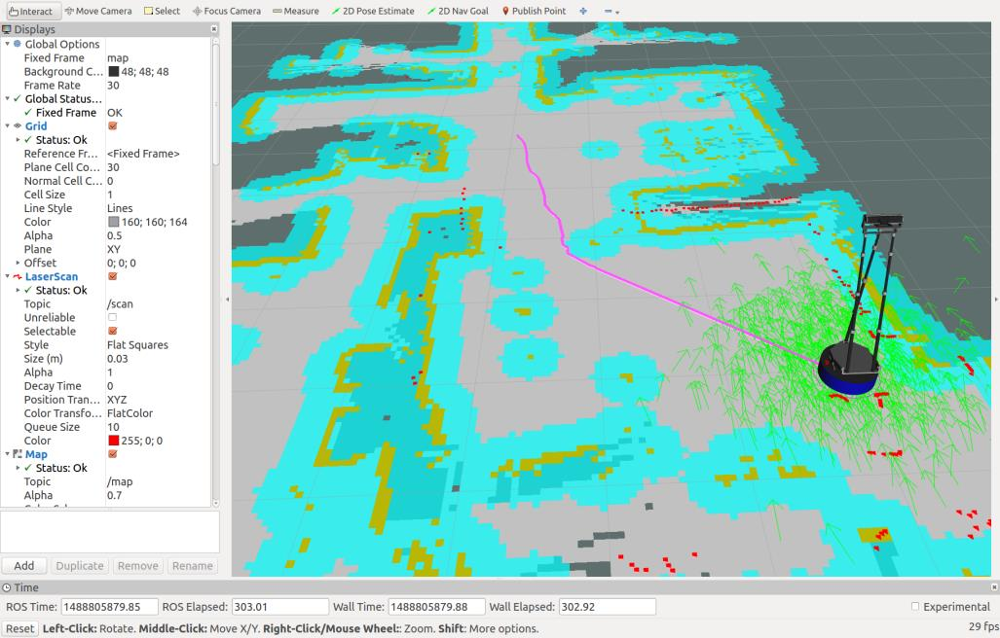 Interact Move Camera Select Focus Camera Measure 2D Pose Estimate 2D Nav Goal Publish Point
Displays
Global Options
Fixed Frame map
Background C... 48; 48; 48
Frame Rate 30
Global Status...
Fixed Frame OK
Grid
Status: Ok
Reference Fr... <Fixed Frame>
Plane Cell Co... 30
Normal Cell C... 0
Cell Size 1
Line Style Lines
Color 160; 160; 164
Alpha 0.5
Plane XY
Offset 0; 0; 0
LaserScan
Status: Ok
Topic /scan
Unreliable
Selectable
Style Flat Squares
Size (m) 0.03
Alpha 1
Decay Time 0
Position Tran... XYZ
Color Transfo... FlatColor
Queue Size 10
Color 255; 0; 0
Map
Status: Ok
Topic /map
Alpha 0.7
Add Duplicate Remove Rename
Time
ROS Time: 1488805879.85 ROS Elapsed: 303.01 Wall Time: 1488805879.88 Wall Elapsed: 302.92 Experimental
Reset Left-Click: Rotate. Middle-Click: Move X/Y. Right-Click/Mouse Wheel:: Zoom. Shift: More options. 29 fps